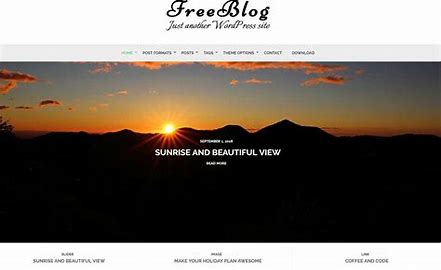 FreeBlog
Just another WordPress site
HOME POST FORMATS POSTS TAGS THEME OPTIONS CONTACT DOWNLOAD
SEPTEMBER 1, 2016
SUNRISE AND BEAUTIFUL VIEW
READ MORE
SLIDER IMAGE LINK
SUNRISE AND BEAUTIFUL VIEW MAKE YOUR HOLIDAY PLAN AWESOME COFFEE AND CODE